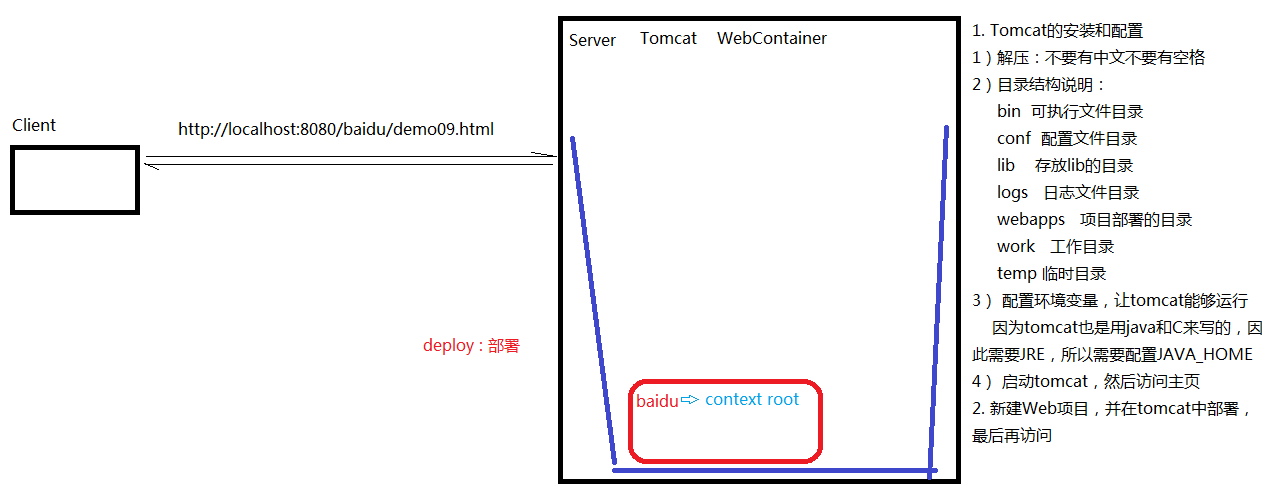 Server Tomcat WebContainer
Client
http://localhost:8080/baidu/demo09.html
deploy : 部署
baidu context root
1. Tomcat的安装和配置
1）解压：不要有中文不要有空格
2）目录结构说明：
bin 可执行文件目录
conf 配置文件目录
lib 存放lib的目录
logs 日志文件目录
webapps 项目部署的目录
work 工作目录
temp 临时目录
3） 配置环境变量，让tomcat能够运行
因为tomcat也是用java和C来写的，因
此需要JRE，所以需要配置JAVA_HOME
4） 启动tomcat，然后访问主页
2. 新建Web项目，并在tomcat中部署，
最后再访问